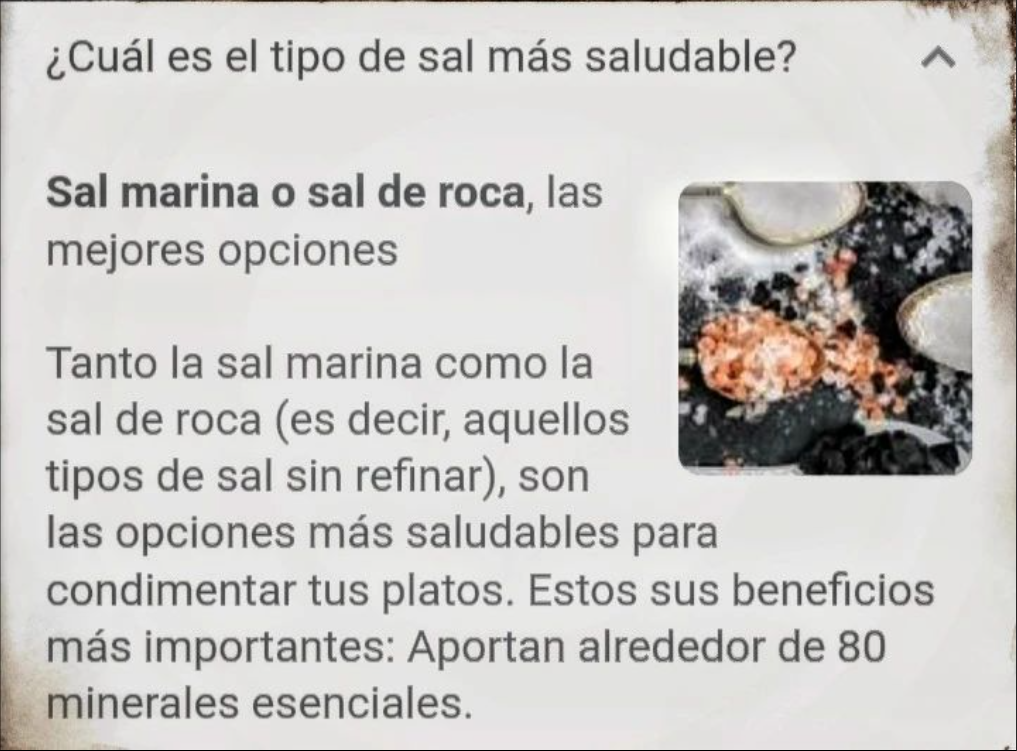 ¿Cuál es el tipo de sal más saludable?
Sal marina o sal de roca, las
mejores opciones
Tanto la sal marina como la
sal de roca (es decir, aquellos
tipos de sal sin refinar), son
las opciones más saludables para
condimentar tus platos. Estos sus beneficios
más importantes: Aportan alrededor de 80
minerales esenciales.